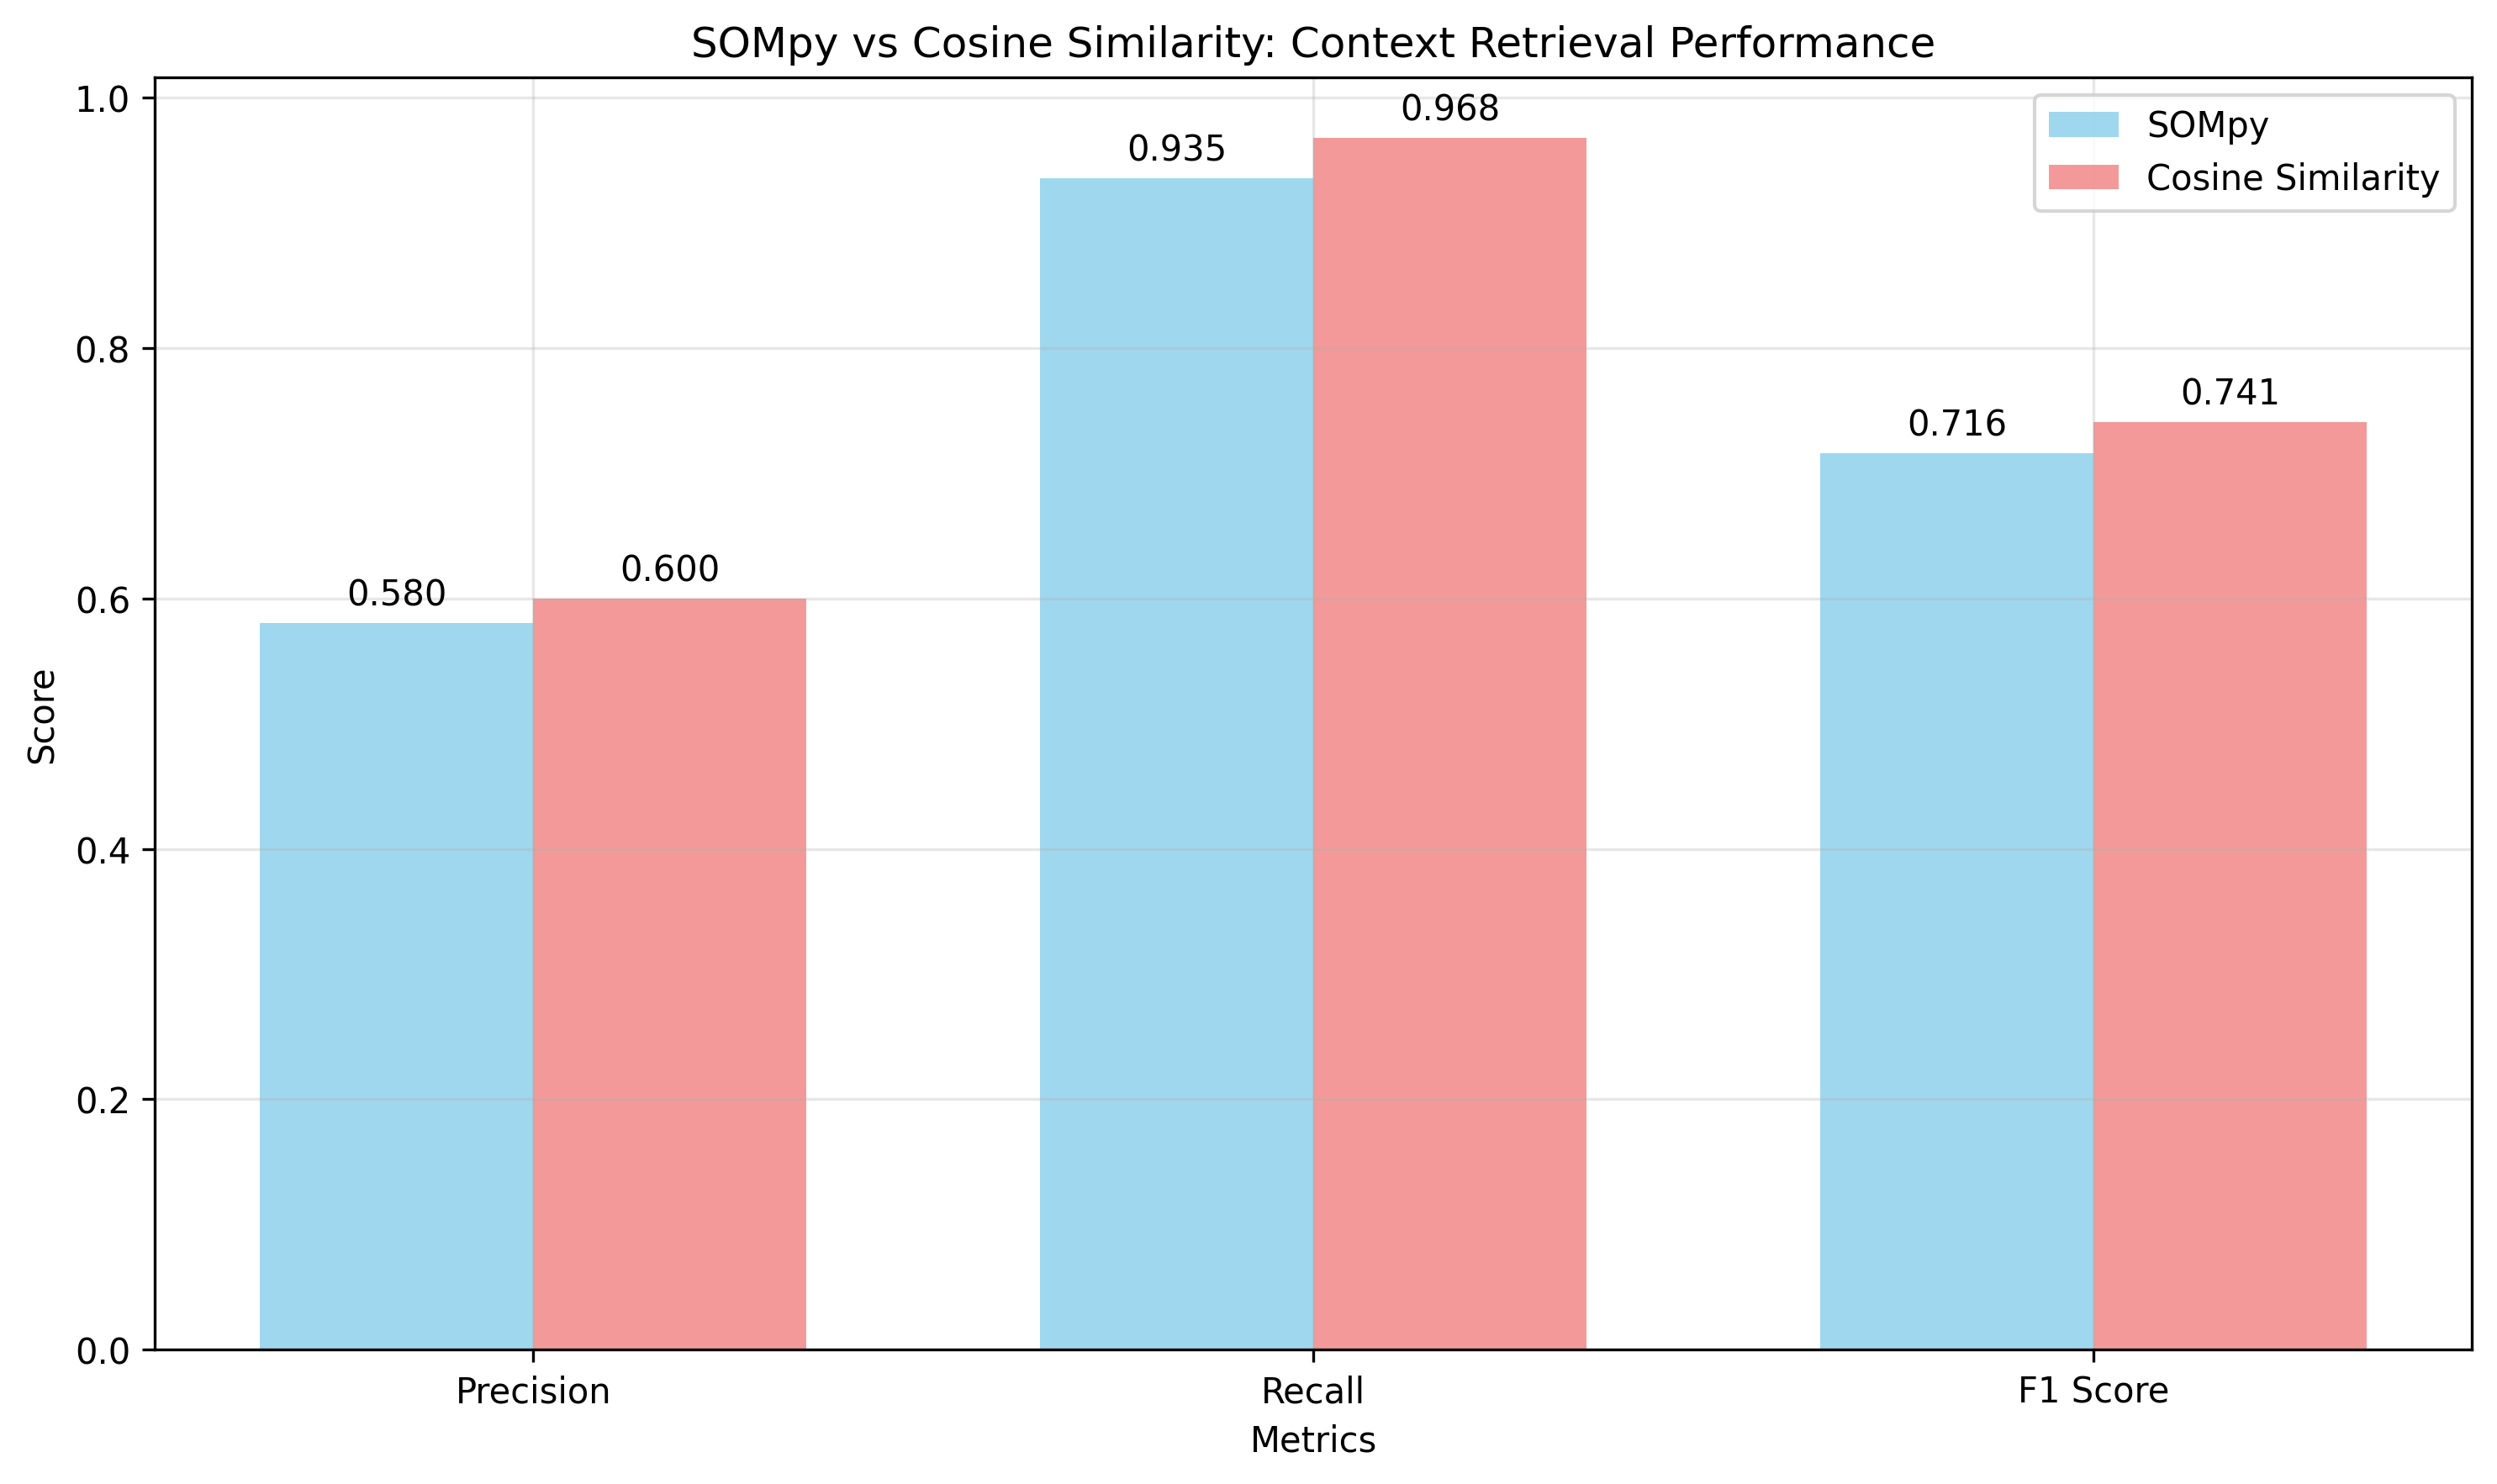 SOMpy vs Cosine Similarity: Context Retrieval Performance
1.0
0.8
0.6
0.4
0.2
0.0
Score
0.580
0.600
0.935
0.968
0.716
0.741
SOMpy
Cosine Similarity
Precision
Recall
F1 Score
Metrics